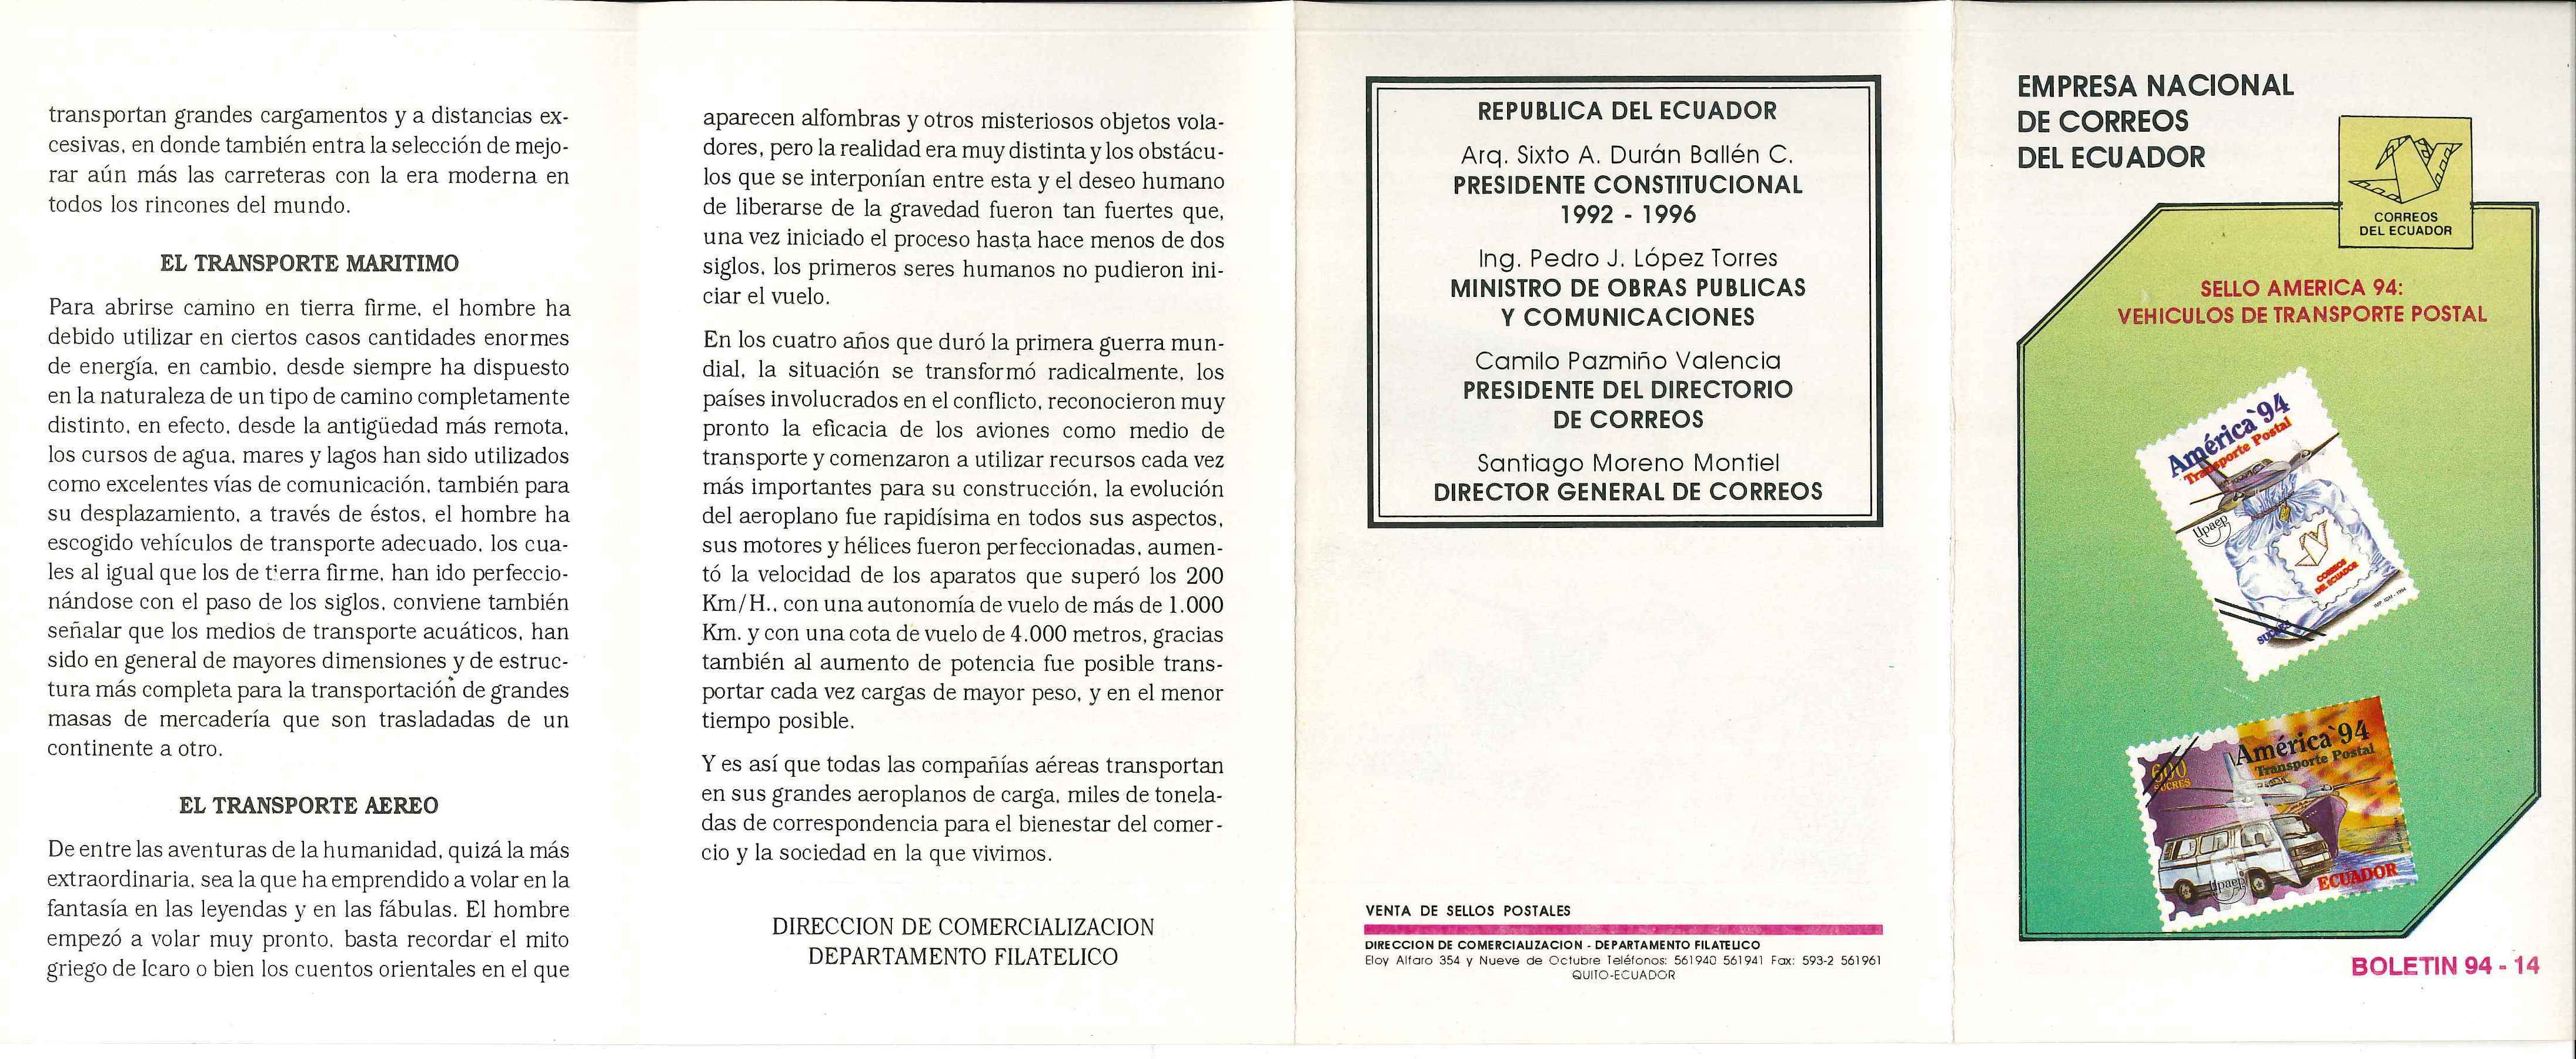 transportan grandes cargamentos y a distancias ex-
cesivas, en donde también entra la selección de mejo-
rar aún más las carreteras con la era moderna en
todos los rincones del mundo.
EL TRANSPORTE MARITIMO
Para abrirse camino en tierra firme, el hombre ha
debido utilizar en ciertos casos cantidades enormes
de energía, en cambio, desde siempre ha dispuesto
en la naturaleza de un tipo de camino completamente
distinto, en efecto, desde la antigüedad más remota,
los cursos de agua, mares y lagos han sido utilizados
como excelentes vías de comunicación, también para
su desplazamiento, a través de éstos, el hombre ha
escogido vehículos de transporte adecuado, los cua-
les al igual que los de tierra firme, han ido perfeccio-
nándose con el paso de los siglos, conviene también
señalar que los medios de transporte acuáticos, han
sido en general de mayores dimensiones y de estruc-
tura más completa para la transportación de grandes
masas de mercadería que son trasladadas de un
continente a otro.
EL TRANSPORTE AEREO
De entre las aventuras de la humanidad, quizá la más
extraordinaria, sea la que ha emprendido a volar en la
fantasía en las leyendas y en las fábulas. El hombre
empezó a volar muy pronto, basta recordar el mito
griego de Icaro o bien los cuentos orientales en el que
aparecen alfombras y otros misteriosos objetos vola-
dores, pero la realidad era muy distinta y los obstácu-
los que se interponían entre esta y el deseo humano
de liberarse de la gravedad fueron tan fuertes que,
una vez iniciado el proceso hasta hace menos de dos
siglos, los primeros seres humanos no pudieron ini-
ciar el vuelo.
En los cuatro años que duró la primera guerra mun-
dial, la situación se transformó radicalmente, los
países involucrados en el conflicto, reconocieron muy
pronto la eficacia de los aviones como medio de
transporte y comenzaron a utilizar recursos cada vez
más importantes para su construcción, la evolución
del aeroplano fue rapidísima en todos sus aspectos,
sus motores y hélices fueron perfeccionadas, aumen-
tó la velocidad de los aparatos que superó los 200
Km/H., con una autonomía de vuelo de más de 1.000
Km. y con una cota de vuelo de 4.000 metros, gracias
también al aumento de potencia fue posible trans-
portar cada vez cargas de mayor peso, y en el menor
tiempo posible.
Y es así que todas las compañías aéreas transportan
en sus grandes aeroplanos de carga, miles de tonela-
das de correspondencia para el bienestar del comer-
cio y la sociedad en la que vivimos.
DIRECCION DE COMERCIALIZACION
DEPARTAMENTO FILATELICO
REPUBLICA DEL ECUADOR
Arq. Sixto A. Durán Ballén C.
PRESIDENTE CONSTITUCIONAL
1992 - 1996
Ing. Pedro J. López Torres
MINISTRO DE OBRAS PUBLICAS
Y COMUNICACIONES
Camilo Pazmiño Valencia
PRESIDENTE DEL DIRECTORIO
DE CORREOS
Santiago Moreno Montiel
DIRECTOR GENERAL DE CORREOS
VENTA DE SELLOS POSTALES
DIRECCION DE COMERCIALIZACION - DEPARTAMENTO FILATELICO
Eloy Alfaro 354 y Nueve de Octubre Teléfonos: 561940 561941 Fax: 593-2 561961
QUITO-ECUADOR
EMPRESA NACIONAL
DE CORREOS
DEL ECUADOR
CORREOS
DEL ECUADOR
SELLO AMERICA 94:
VEHICULOS DE TRANSPORTE POSTAL
América`94
Transporte Postal
Upaep
CORREOS
DEL ECUADOR
SUCRES
América`94
Transporte Postal
600
SUCRES
Upaep
ECUADOR
BOLETIN 94 - 14